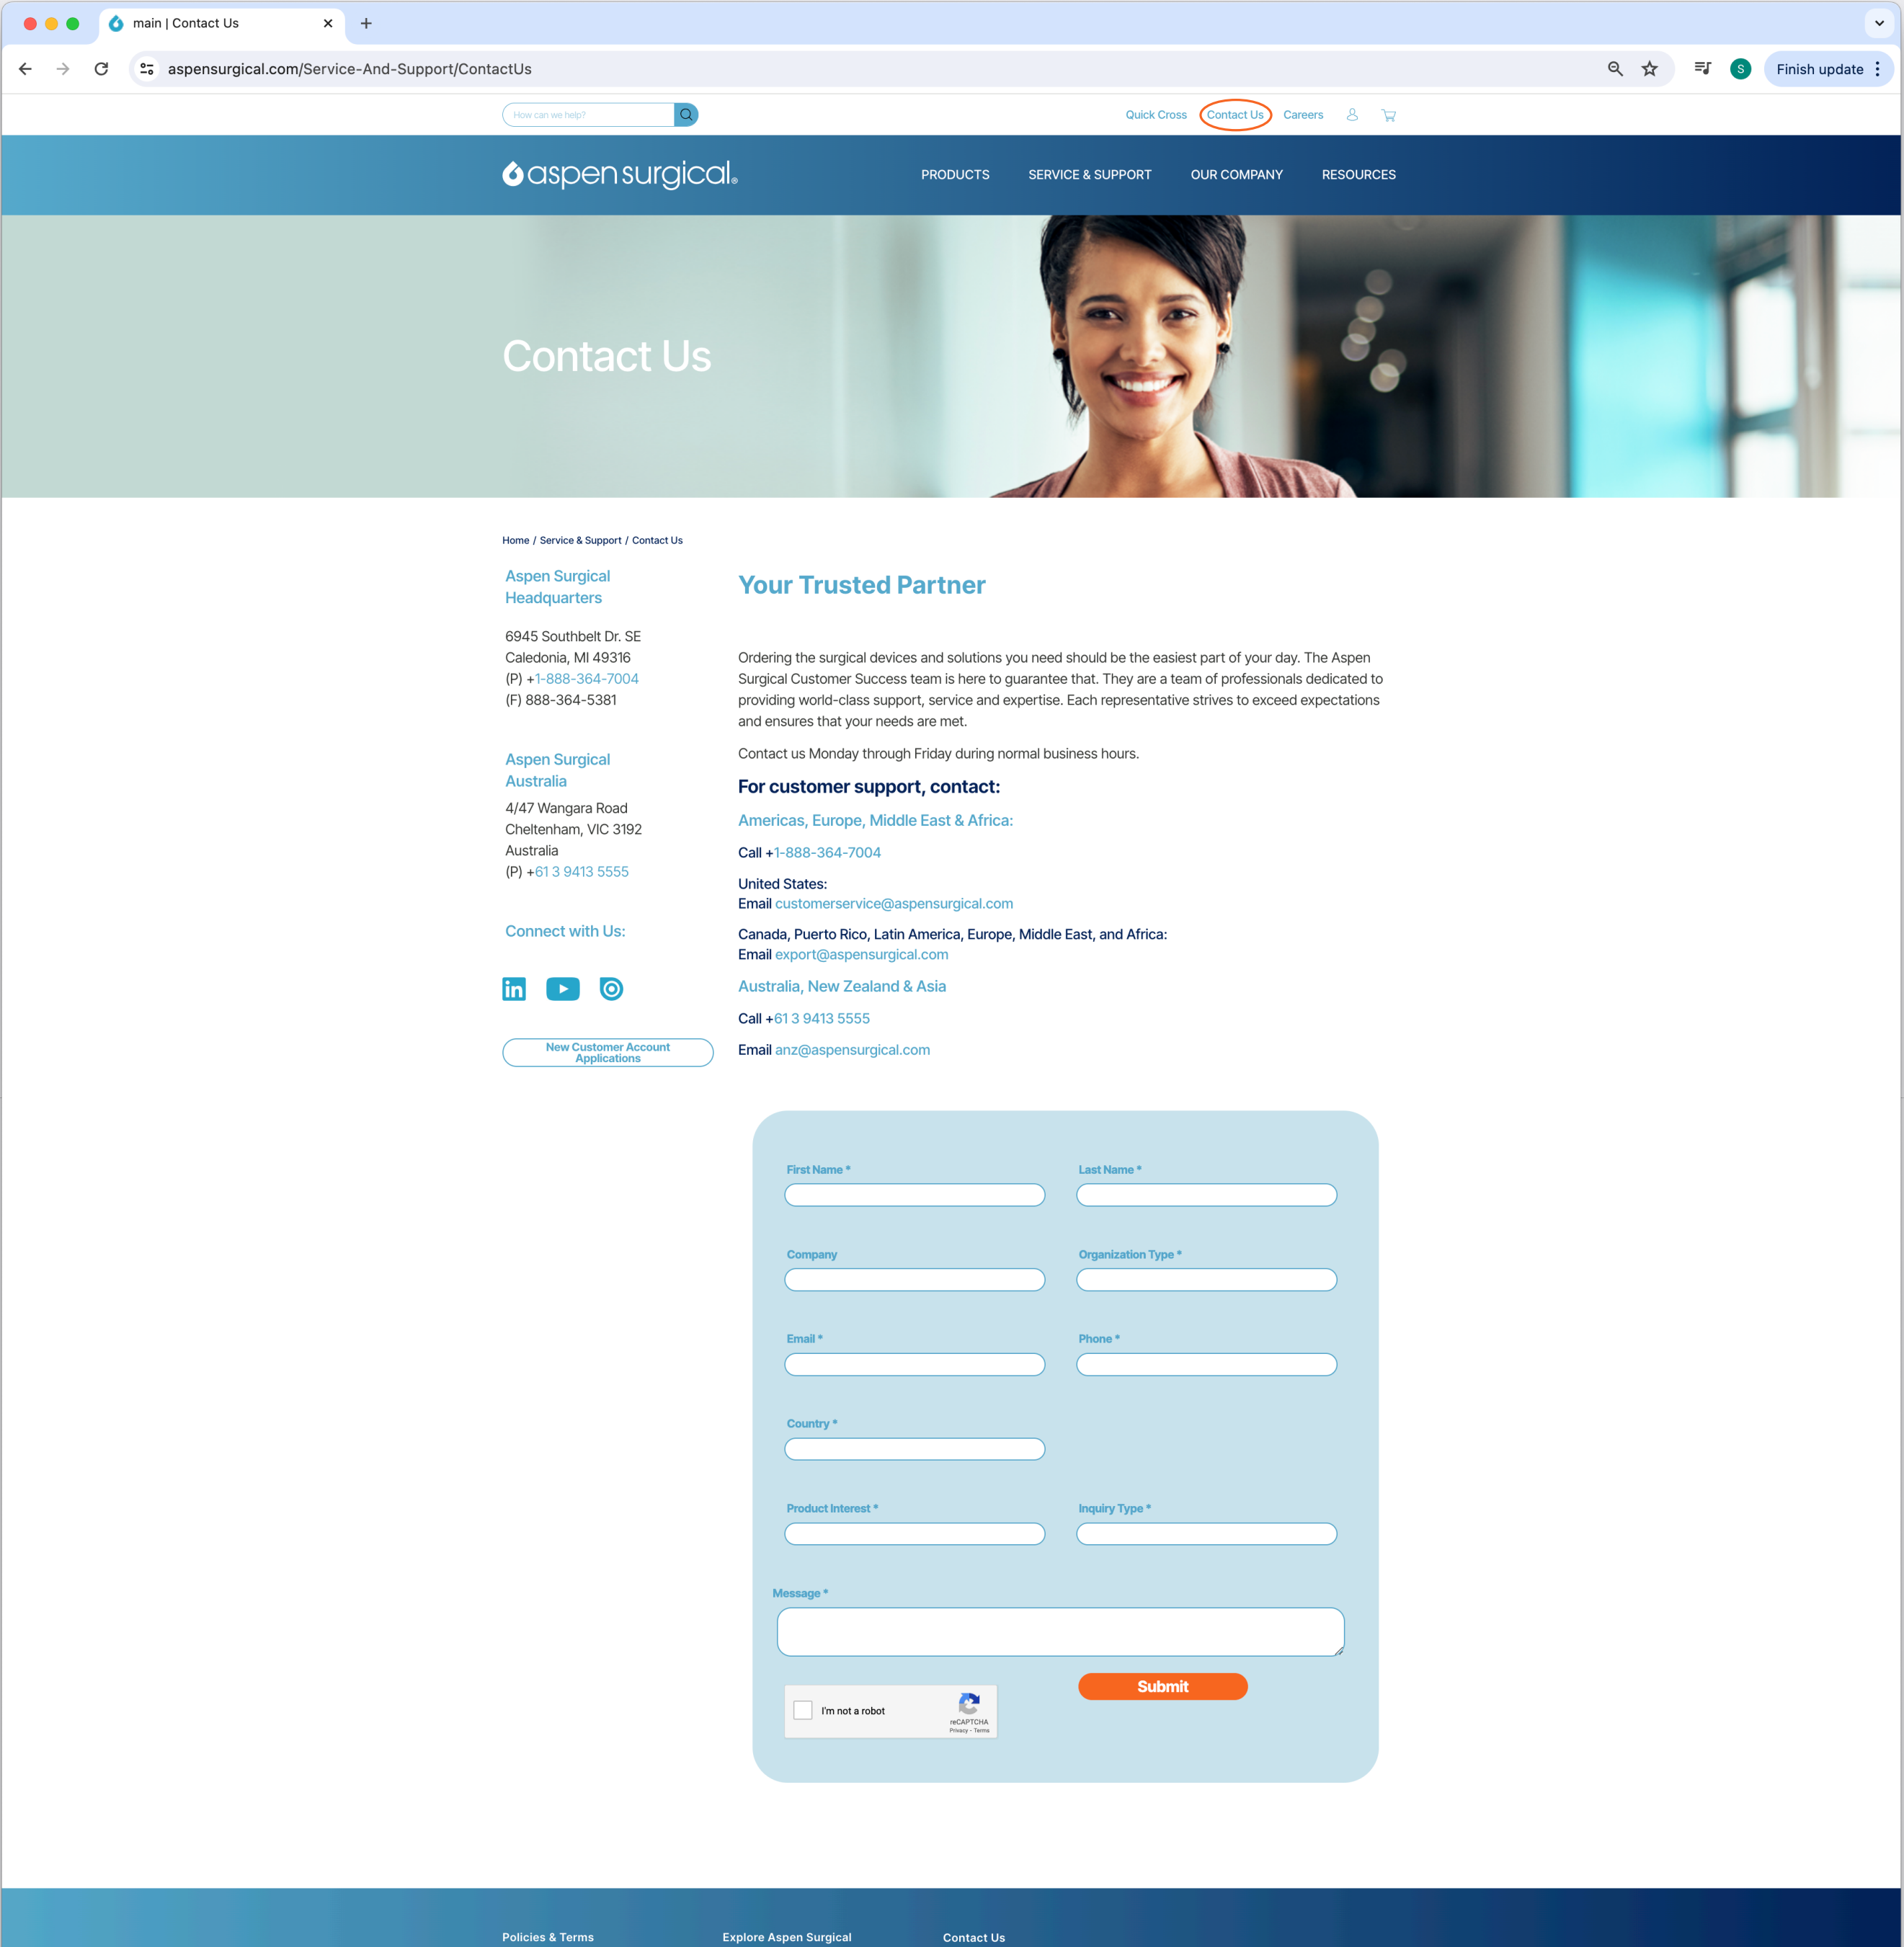 main | Contact Us
aspensurgical.com/Service-And-Support/ContactUs
S
Finish update
How can we help?
Quick Cross
Contact Us
Careers
aspen surgical®
PRODUCTS
SERVICE & SUPPORT
OUR COMPANY
RESOURCES
Contact Us
Home / Service & Support / Contact Us
Aspen Surgical
Headquarters
6945 Southbelt Dr. SE
Caledonia, MI 49316
(P) +1-888-364-7004
(F) 888-364-5381
Aspen Surgical
Australia
4/47 Wangara Road
Cheltenham, VIC 3192
Australia
(P) +61 3 9413 5555
Connect with Us:
in
New Customer Account
Applications
Your Trusted Partner
Ordering the surgical devices and solutions you need should be the easiest part of your day. The Aspen
Surgical Customer Success team is here to guarantee that. They are a team of professionals dedicated to
providing world-class support, service and expertise. Each representative strives to exceed expectations
and ensures that your needs are met.
Contact us Monday through Friday during normal business hours.
For customer support, contact:
Americas, Europe, Middle East & Africa:
Call +1-888-364-7004
United States:
Email customerservice@aspensurgical.com
Canada, Puerto Rico, Latin America, Europe, Middle East, and Africa:
Email export@aspensurgical.com
Australia, New Zealand & Asia
Call +61 3 9413 5555
Email anz@aspensurgical.com
First Name *
Last Name *
Company
Organization Type *
Email *
Phone *
Country *
Product Interest *
Inquiry Type *
Message *
Submit
I'm not a robot
reCAPTCHA
Privacy - Terms
Policies & Terms
Explore Aspen Surgical
Contact Us